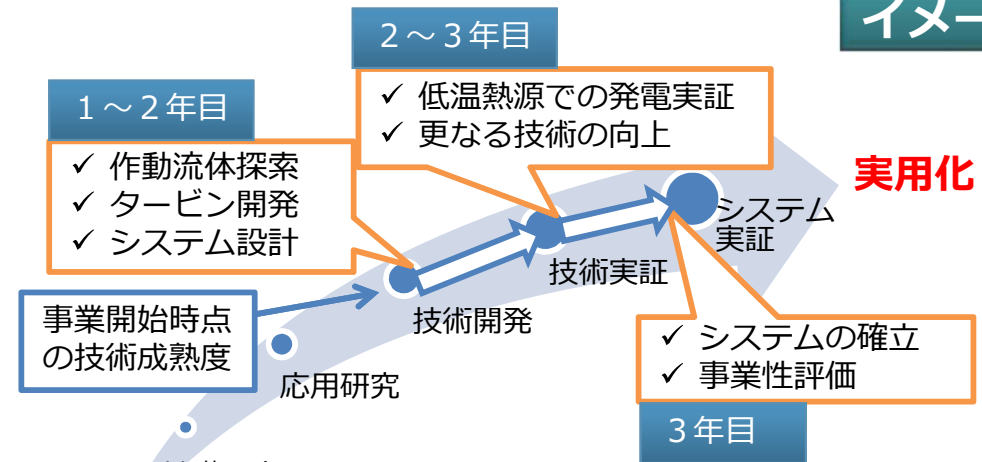 イメー
2～3年目
✓ 低温熱源での発電実証
✓ 更なる技術の向上
1～2年目
✓ 作動流体探索
✓ タービン開発
✓ システム設計
実用化
システム
実証
技術実証
技術開発
事業開始時点
の技術成熟度
応用研究
✓ システムの確立
✓ 事業性評価
3年目